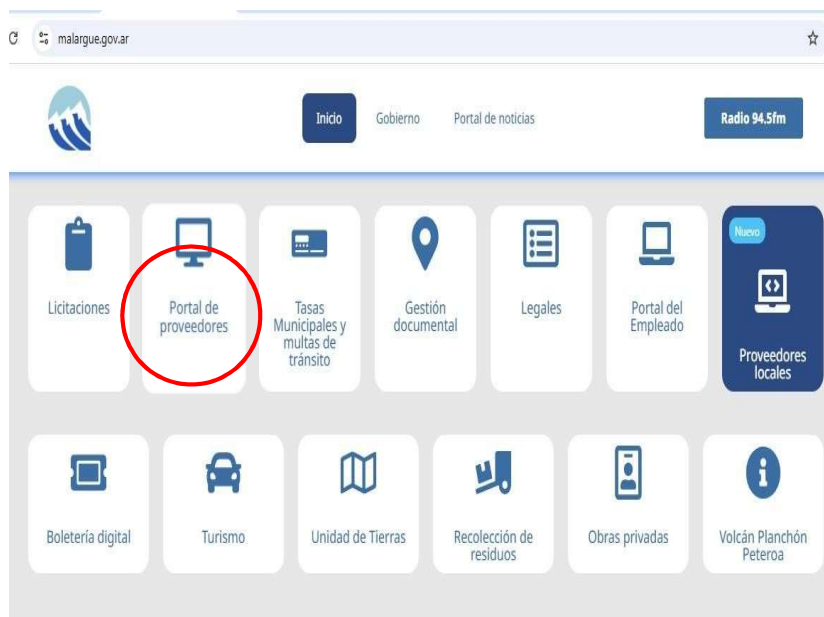 malargue.gov.ar
Inicio
Gobierno
Portal de noticias
Radio 94.5fm
Licitaciones
Portal de
proveedores
Tasas
Municipales y
multas de
tránsito
Gestión
documental
Legales
Portal del
Empleado
Nuevo
Proveedores
locales
Boletería digital
Turismo
Unidad de Tierras
Recolección de
residuos
Obras privadas
Volcán Planchón
Peteroa